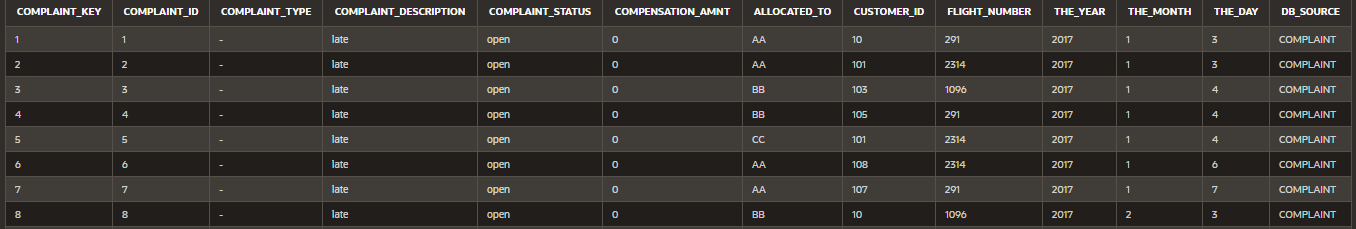 COMPLAINT_KEY COMPLAINT_ID COMPLAINT_TYPE COMPLAINT_DESCRIPTION COMPLAINT_STATUS COMPENSATION_AMNT ALLOCATED_TO CUSTOMER_ID FLIGHT_NUMBER THE_YEAR THE_MONTH THE_DAY DB_SOURCE
1 1 - late open 0 AA 10 291 2017 1 3 COMPLAINT
2 2 - late open 0 AA 101 2314 2017 1 3 COMPLAINT
3 3 - late open 0 BB 103 1096 2017 1 4 COMPLAINT
4 4 - late open 0 BB 105 291 2017 1 4 COMPLAINT
5 5 - late open 0 CC 101 2314 2017 1 4 COMPLAINT
6 6 - late open 0 AA 108 2314 2017 1 6 COMPLAINT
7 7 - late open 0 AA 107 291 2017 1 7 COMPLAINT
8 8 - late open 0 BB 10 1096 2017 2 3 COMPLAINT